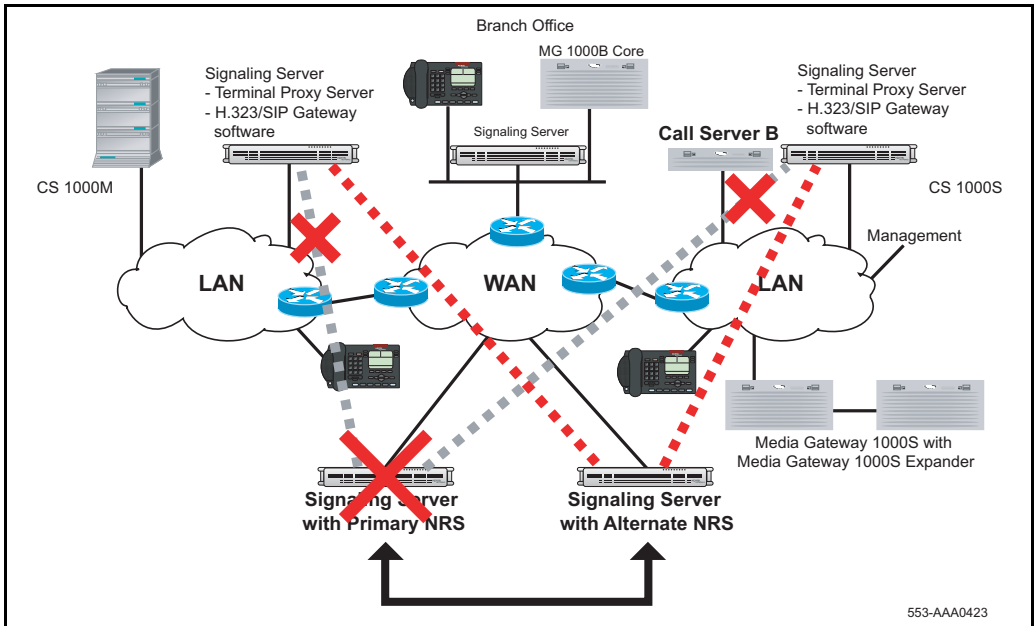 Branch Office
MG 1000B Core
Signaling Server
- Terminal Proxy Server
- H.323/SIP Gateway
software
Signaling Server
- Terminal Proxy Server
- H.323/SIP Gateway
software
Signaling Server
Call Server B
CS 1000M
CS 1000S
Management
LAN
WAN
LAN
Media Gateway 1000S with
Media Gateway 1000S Expander
Signaling Server
with Primary NRS
Signaling Server
with Alternate NRS
553-AAA0423